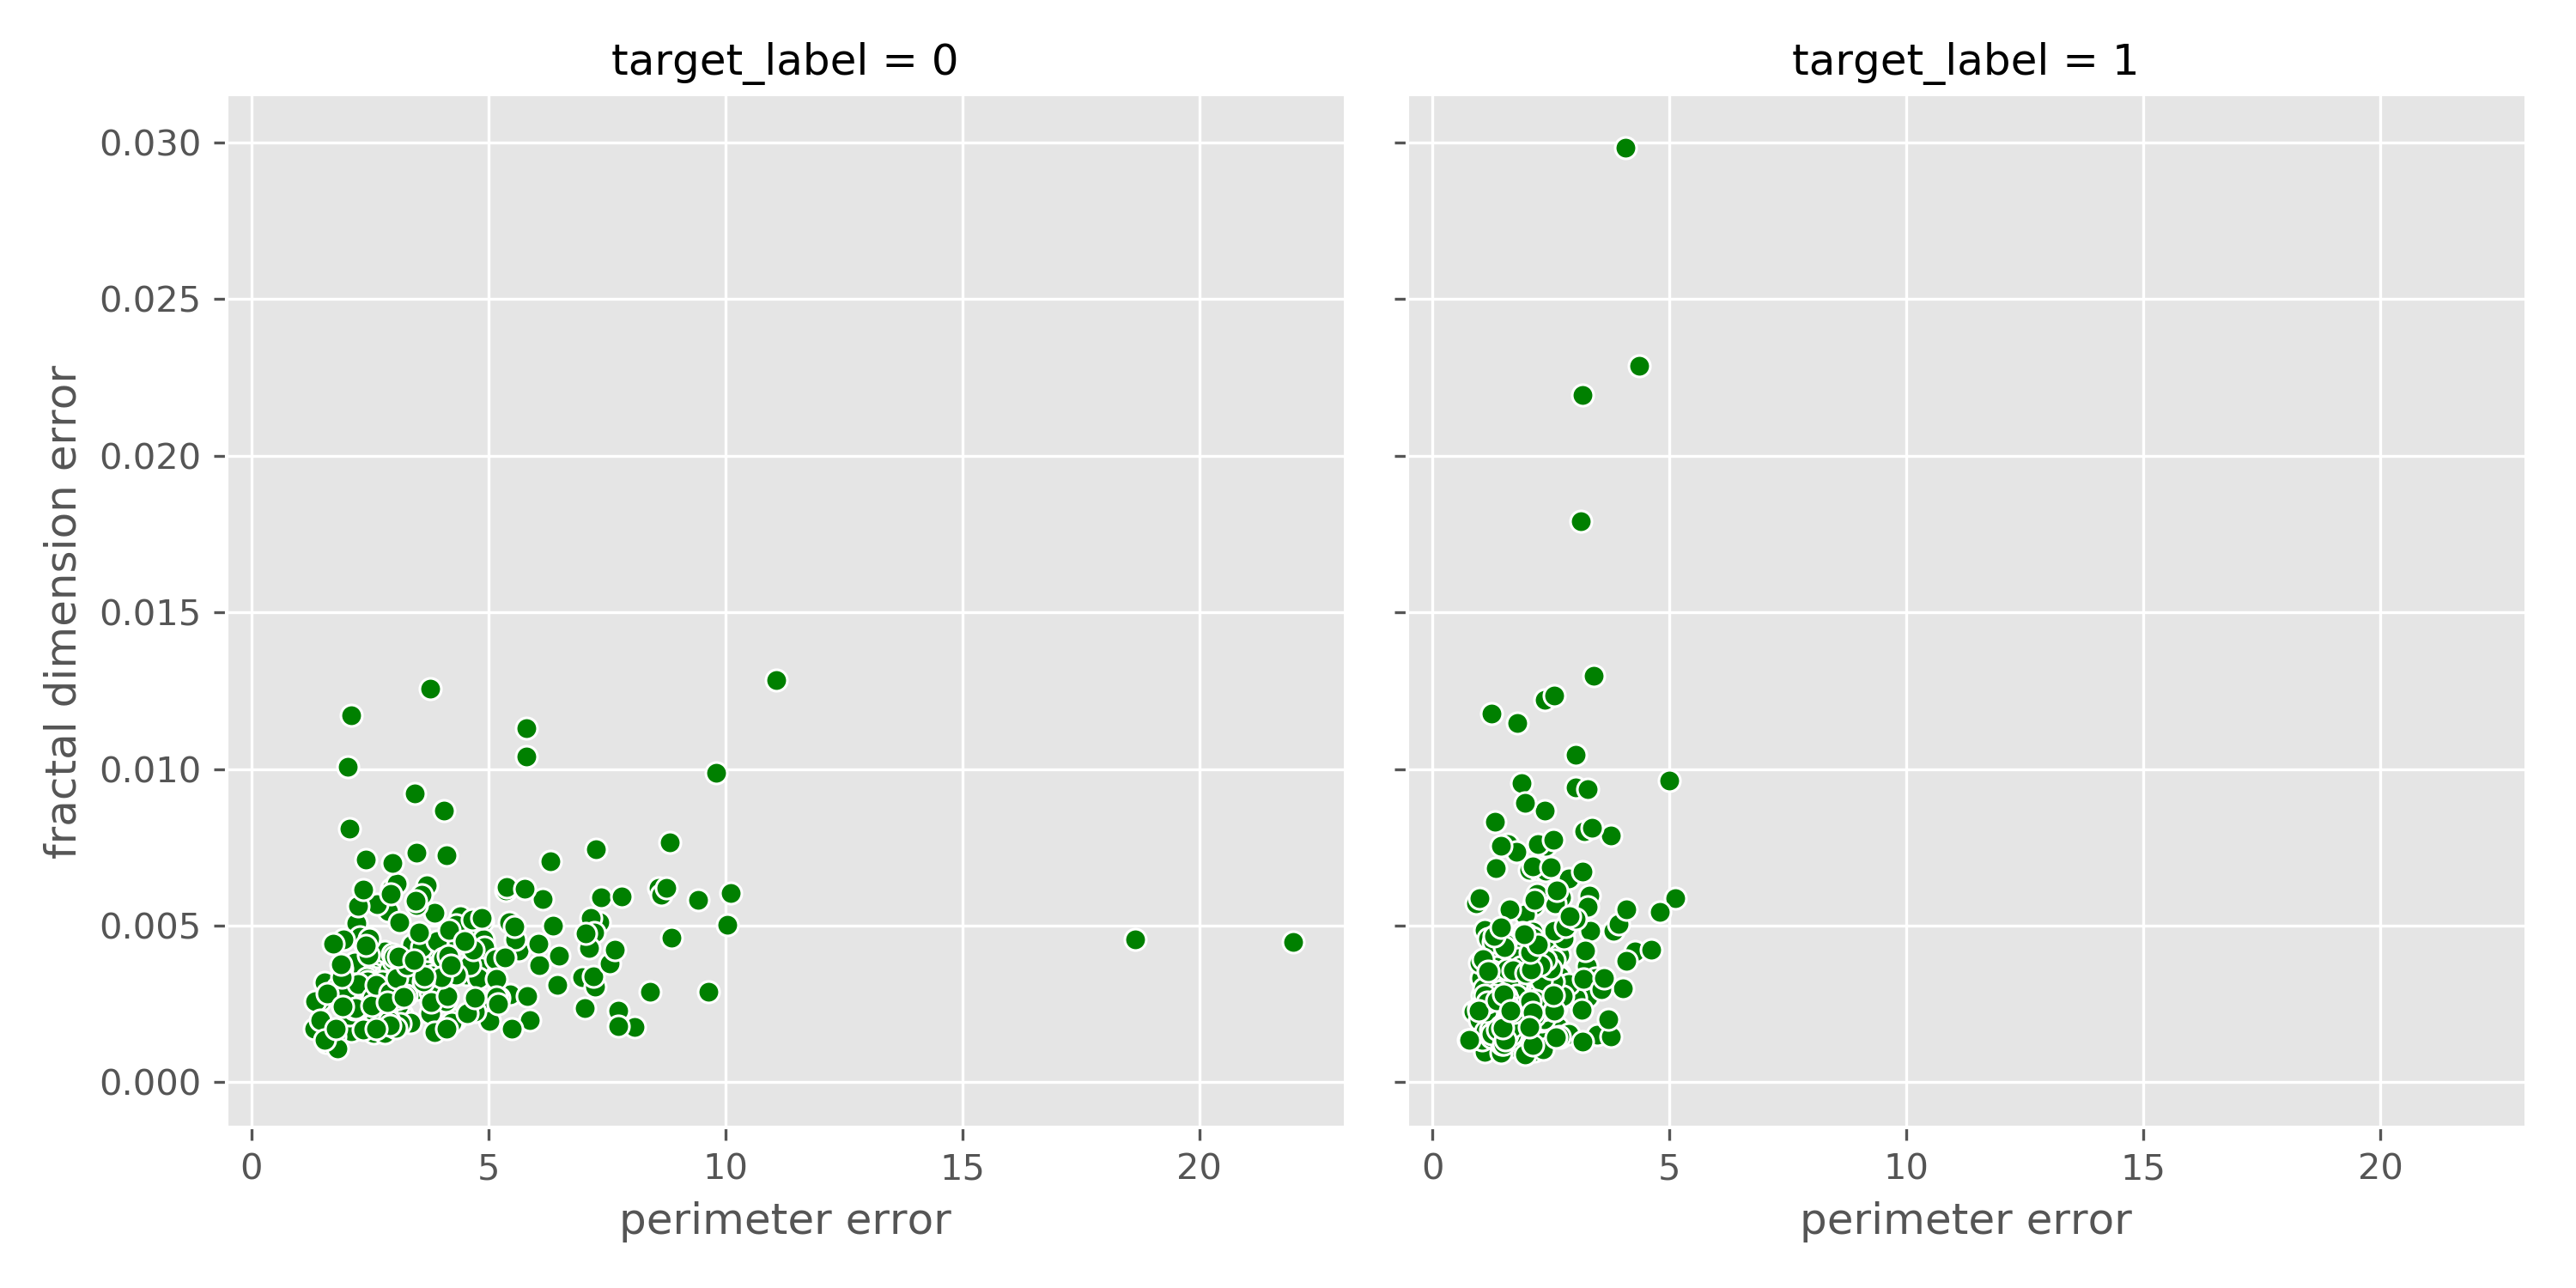 target_label = 0
target_label = 1
0.030
0.025
0.020
0.015
0.010
0.005
0.000
fractal dimension error
0 5 10 15 20
0 5 10 15 20
perimeter error
perimeter error